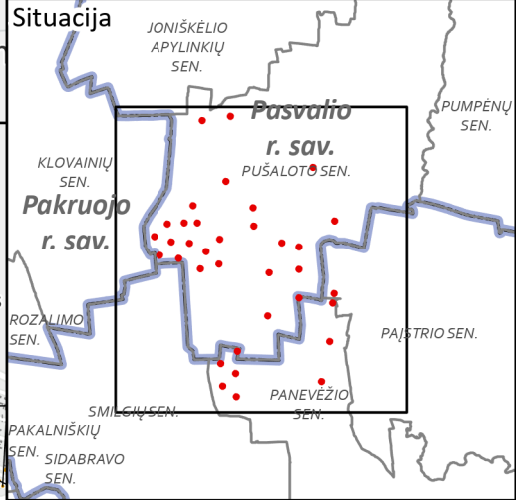 Situacija
JONIŠKĖLIO
APYLINKIŲ
SEN.
Pasvalio
r. sav.
PUMPĖNŲ
SEN.
KLOVAINIŲ
SEN.
PUŠALOTO SEN.
Pakruojo
r. sav.
ROZALIMO
SEN.
PAĮSTRIO SEN.
PANEVĖŽIO
SEN.
SMILGIŲ SEN.
PAKALNIŠKIŲ
SEN.
SIDABRAVO
SEN.